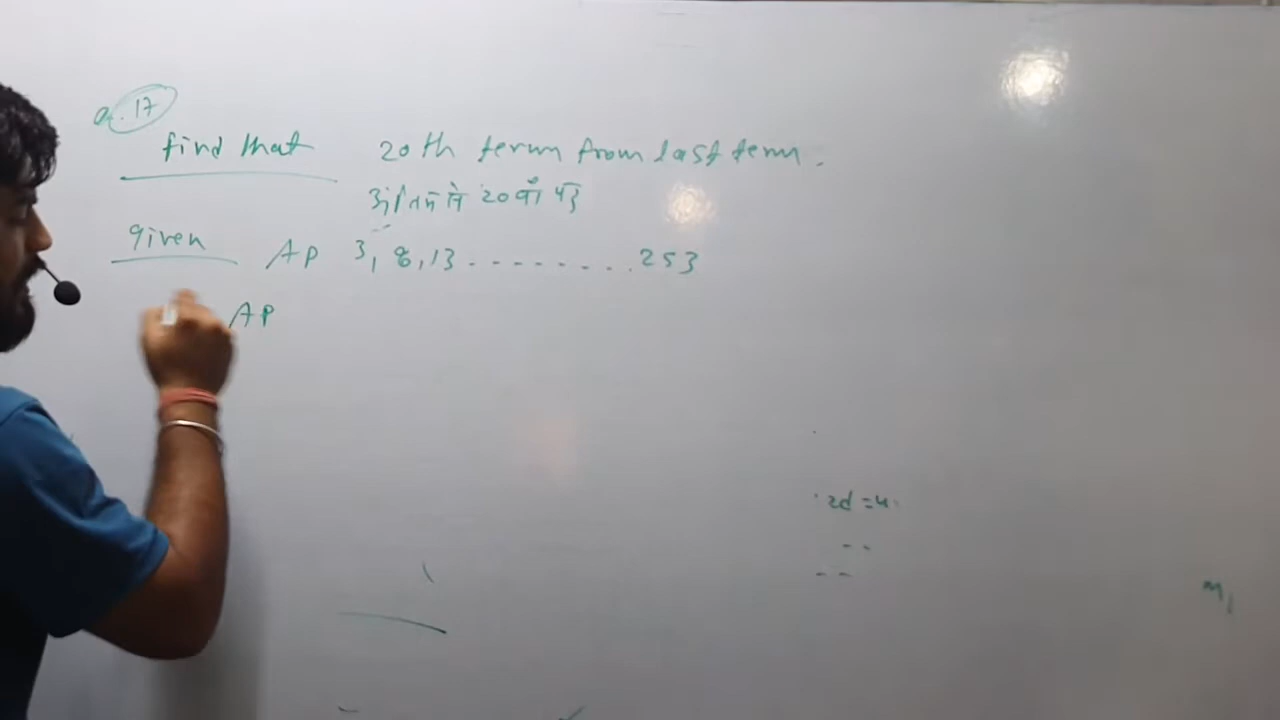 Q. 17
find that 20th term from last term.
अंतिम से 20वाँ पद
given AP 3, 8, 13 - - - - - - - . 253
AP
2d = 4
m,